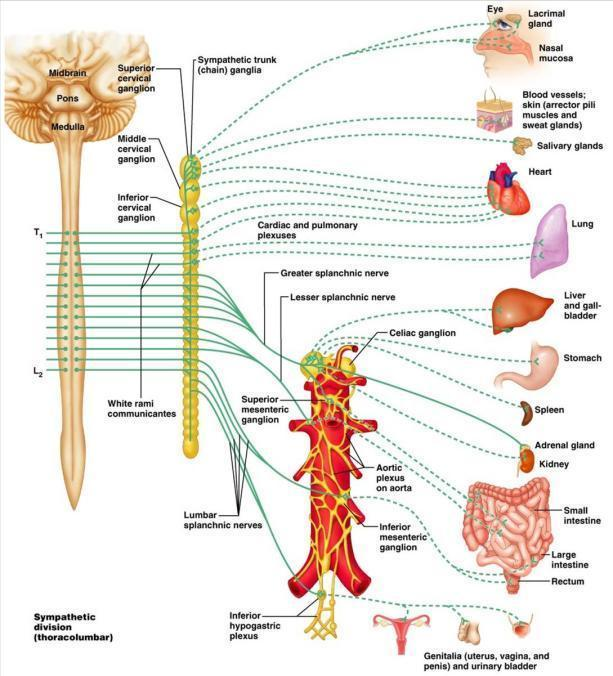 Eye
Lacrimal
gland
Nasal
mucosa
Sympathetic trunk
(chain) ganglia
Superior
cervical
ganglion
Midbrain
Pons
Medulla
Blood vessels;
skin (arrector pili
muscles and
sweat glands)
Salivary glands
Middle
cervical
ganglion
Heart
Inferior
cervical
ganglion
Cardiac and pulmonary
plexuses
Lung
T1
Greater splanchnic nerve
Lesser splanchnic nerve
Liver
and gall-
bladder
Celiac ganglion
Stomach
L2
White rami
communicantes
Superior
mesenteric
ganglion
Spleen
Adrenal gland
Kidney
Aortic
plexus
on aorta
Lumbar
splanchnic nerves
Inferior
mesenteric
ganglion
Small
intestine
Large
intestine
Rectum
Sympathetic
division
(thoracolumbar)
Inferior
hypogastric
plexus
Genitalia (uterus, vagina, and
penis) and urinary bladder